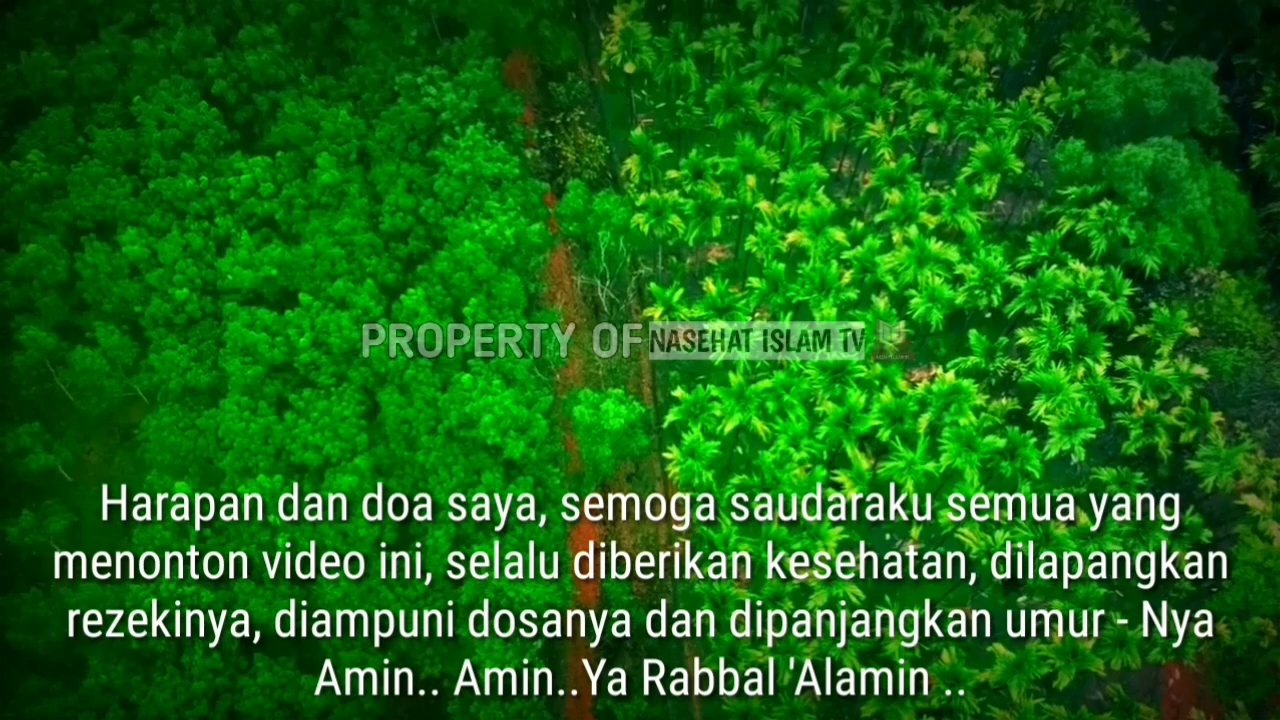 PROPERTY OF NASEHAT ISLAM TV
Harapan dan doa saya, semoga saudaraku semua yang
menonton video ini, selalu diberikan kesehatan, dilapangkan
rezekinya, diampuni dosanya dan dipanjangkan umur - Nya
Amin.. Amin..Ya Rabbal 'Alamin ..